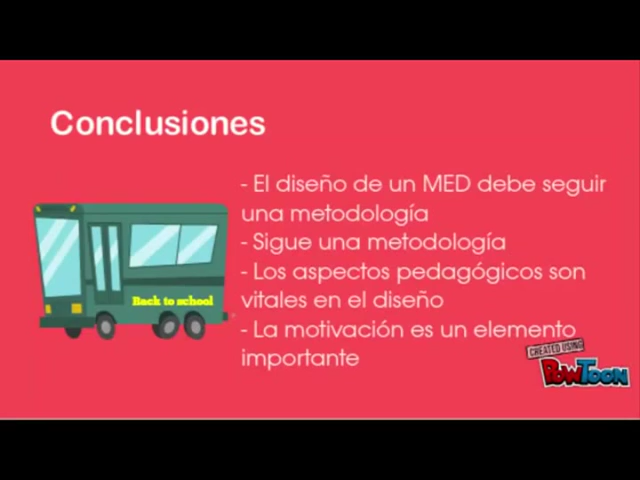 Conclusiones
- El diseño de un MED debe seguir
una metodología
- Sigue una metodología
- Los aspectos pedagógicos son
vitales en el diseño
- La motivación es un elemento
importante
Back to school
CREATED USING
POWTOON